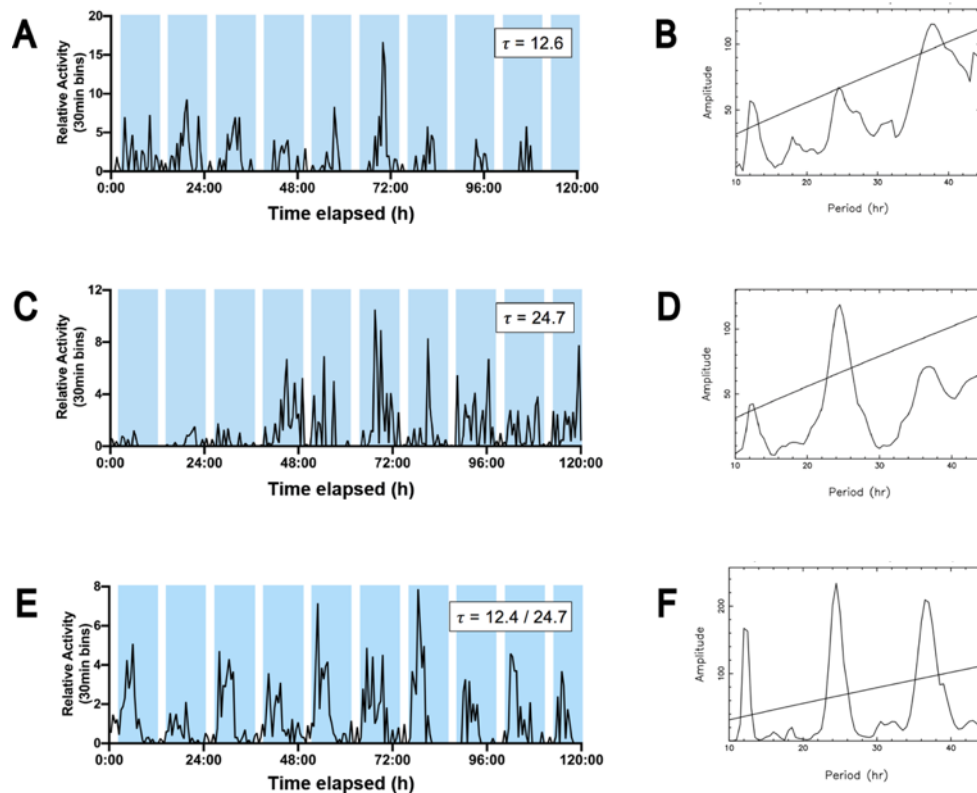 A
Relative Activity
(30min bins)
20
15
10
5
0
τ = 12.6
0:00 24:00 48:00 72:00 96:00 120:00
Time elapsed (h)
B
Amplitude
100
50
10 20 30 40
Period (hr)
C
Relative Activity
(30min bins)
12
8
4
0
τ = 24.7
0:00 24:00 48:00 72:00 96:00 120:00
Time elapsed (h)
D
Amplitude
100
50
10 20 30 40
Period (hr)
E
Relative Activity
(30min bins)
8
6
4
2
0
τ = 12.4 / 24.7
0:00 24:00 48:00 72:00 96:00 120:00
Time elapsed (h)
F
Amplitude
200
100
10 20 30 40
Period (hr)